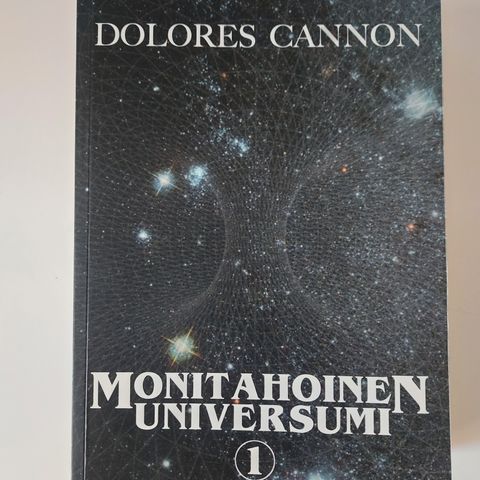 DOLORES CANNON
MONITAHOINEN
UNIVERSUMI
1